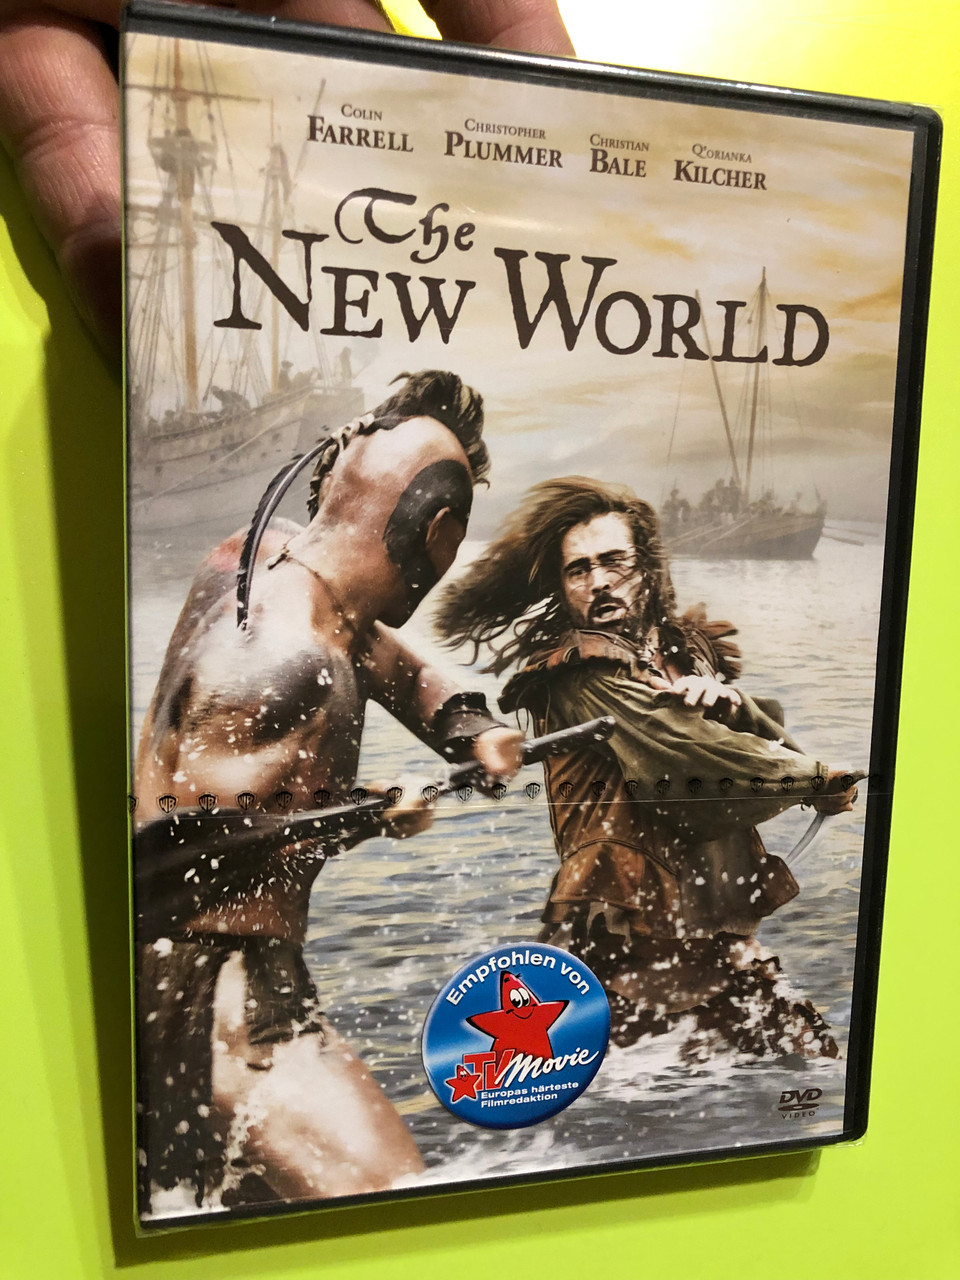 Colin
Farrell
Christopher
Plummer
Christian
Bale
Q'orianka
Kilcher
The
New World
Empfohlen von
TV Movie
Europas härteste
Filmredaktion
DVD
VIDEO